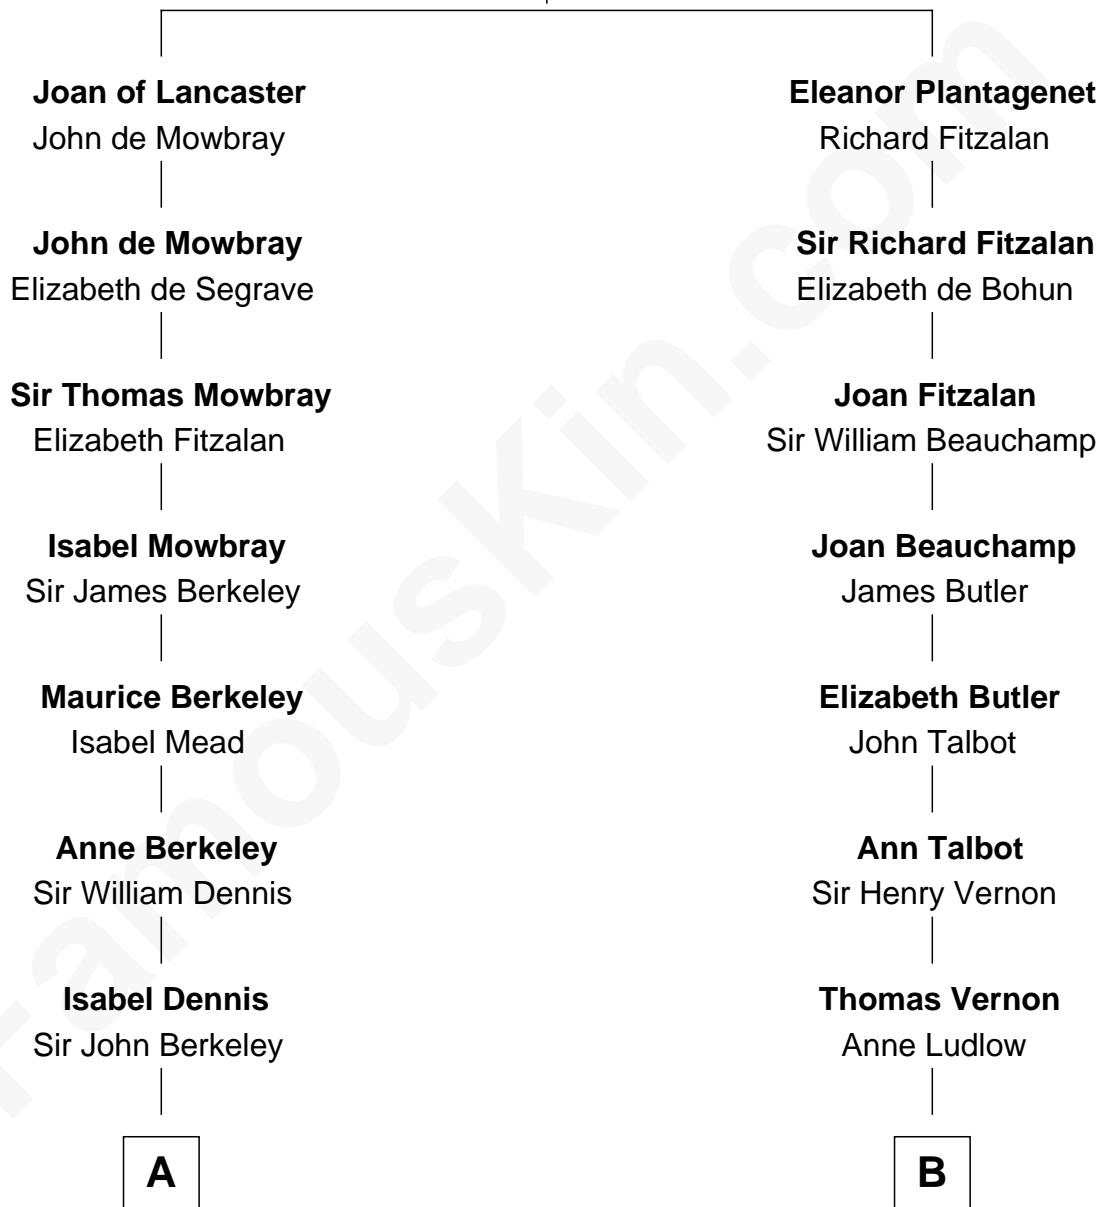 Joan of Lancaster
John de Mowbray
John de Mowbray
Elizabeth de Segrave
Sir Thomas Mowbray
Elizabeth Fitzalan
Isabel Mowbray
Sir James Berkeley
Maurice Berkeley
Isabel Mead
Anne Berkeley
Sir William Dennis
Isabel Dennis
Sir John Berkeley
A
Eleanor Plantagenet
Richard Fitzalan
Sir Richard Fitzalan
Elizabeth de Bohun
Joan Fitzalan
Sir William Beauchamp
Joan Beauchamp
James Butler
Elizabeth Butler
John Talbot
Ann Talbot
Sir Henry Vernon
Thomas Vernon
Anne Ludlow
B
FamousKin.com